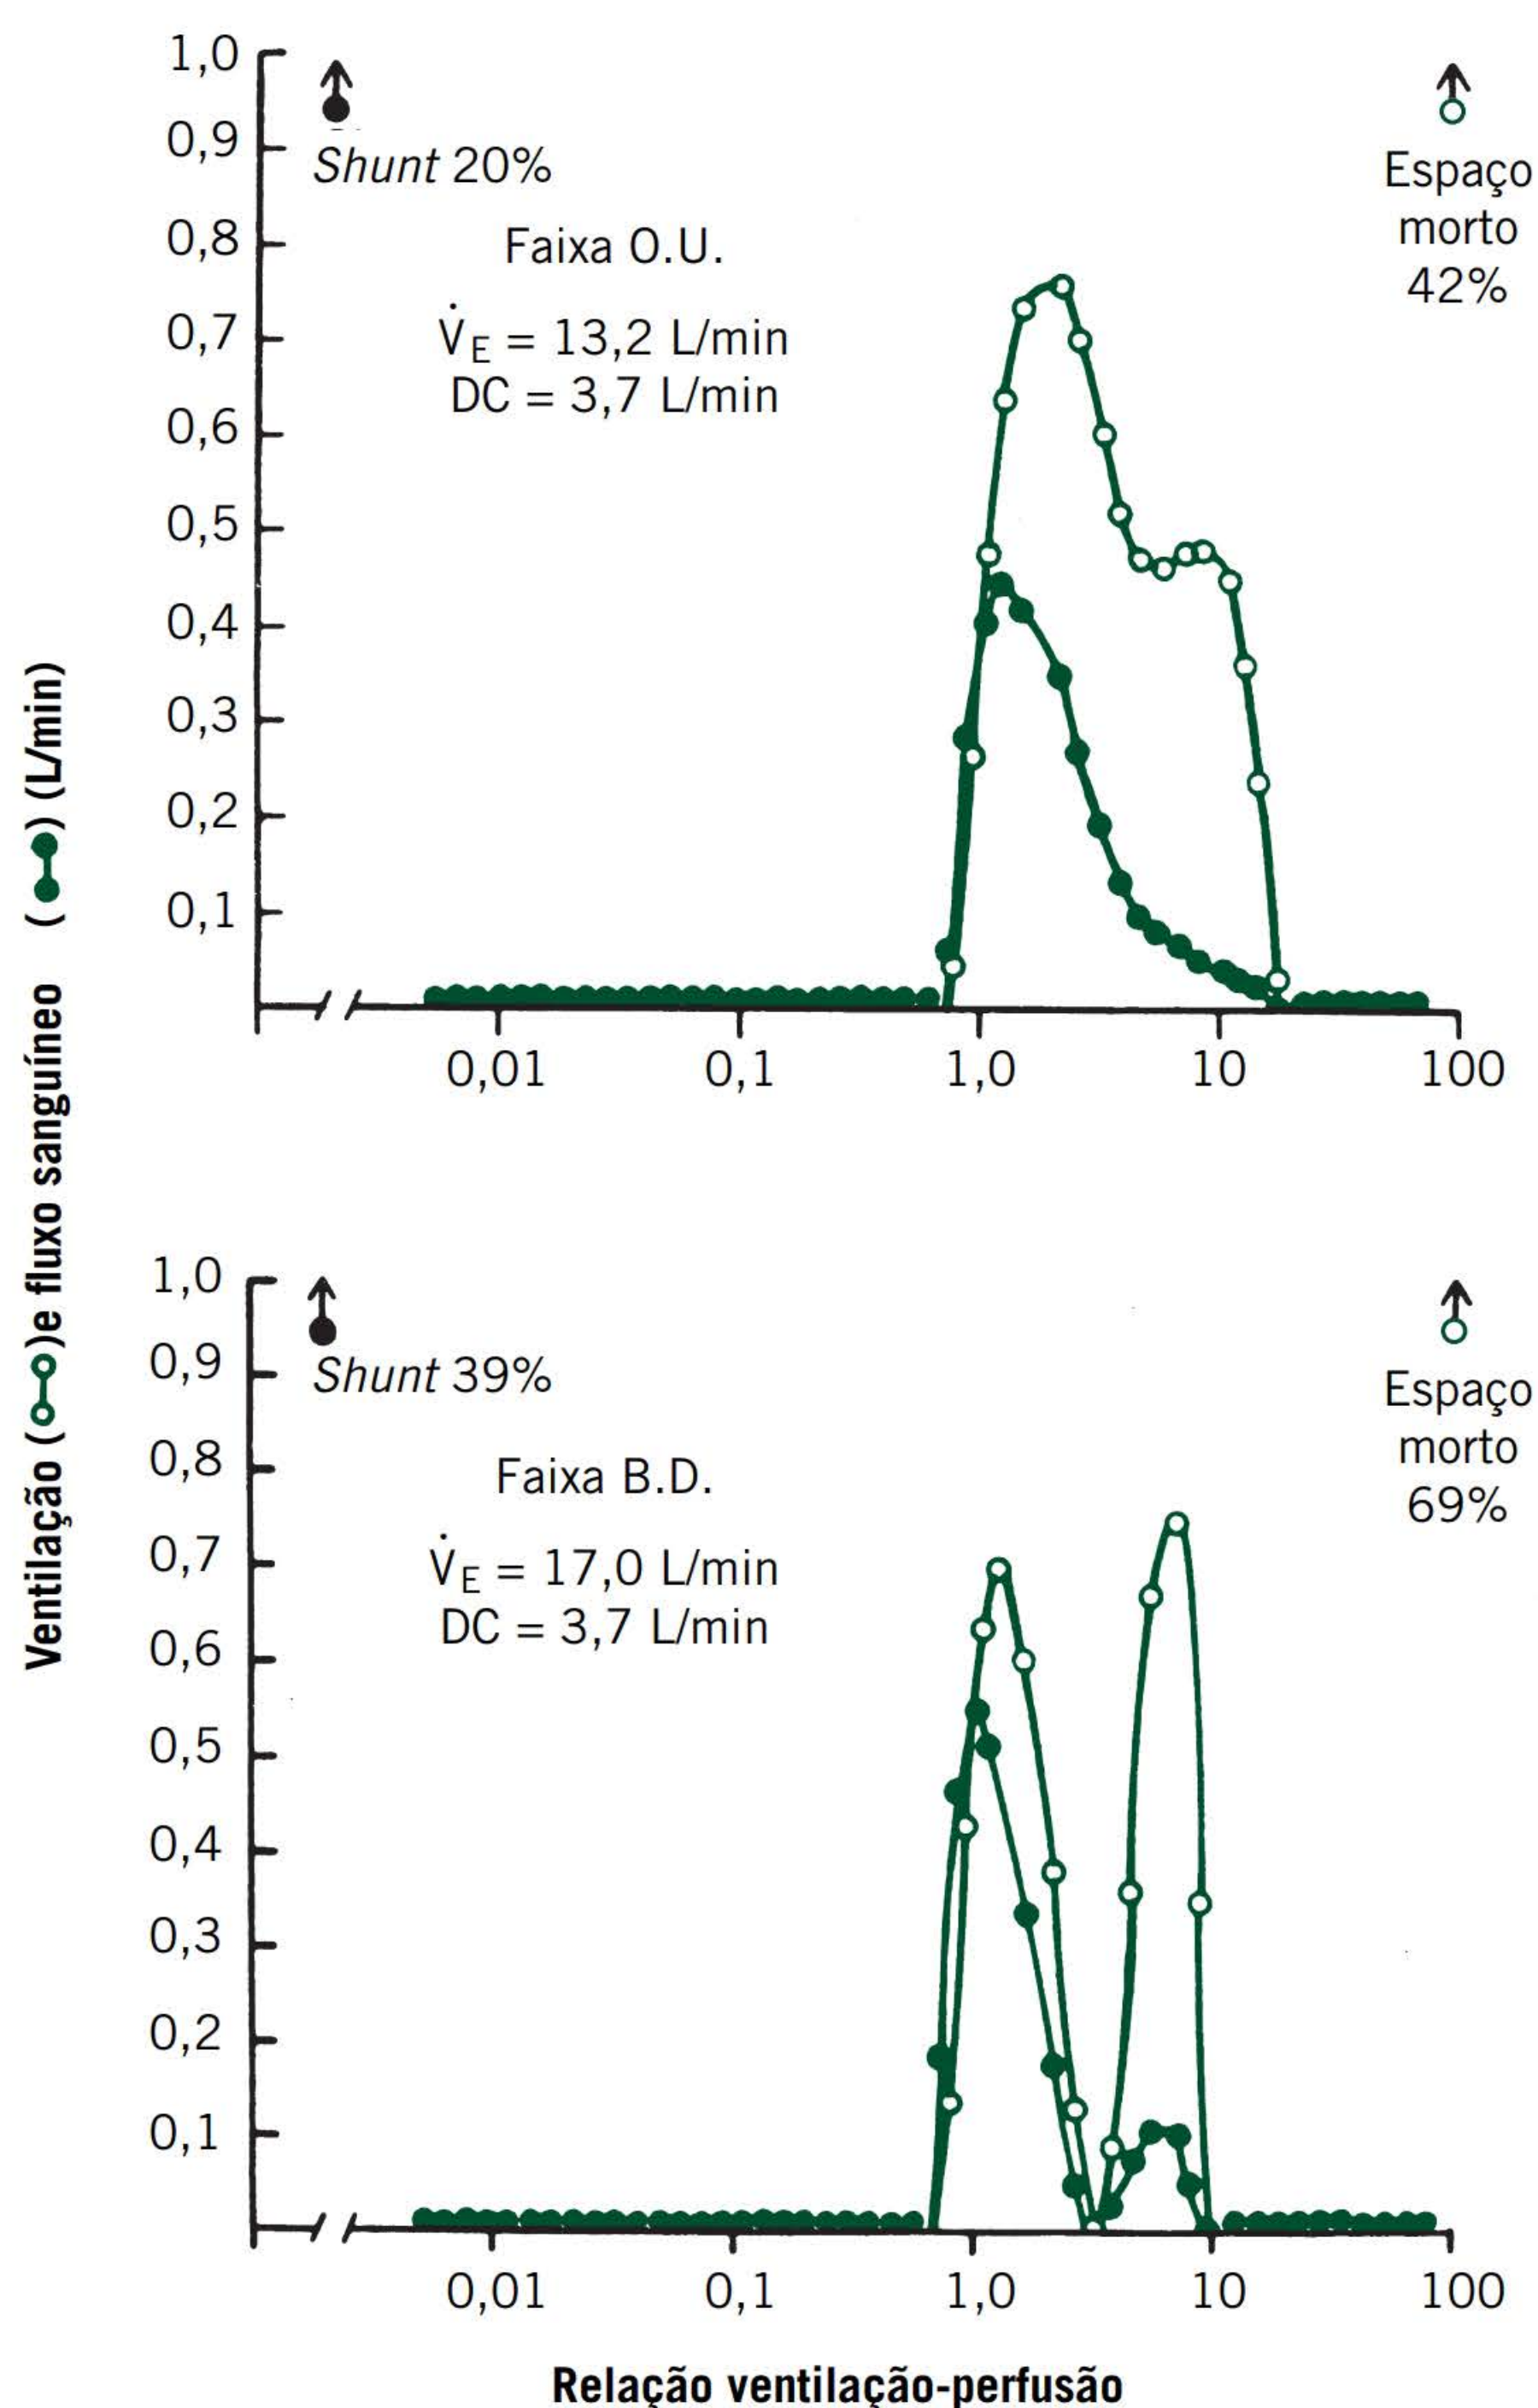 Ventilação (o-o) e fluxo sanguíneo (●-●) (L/min)
1,0
0,9
0,8
0,7
0,6
0,5
0,4
0,3
0,2
0,1
Shunt 20%
Faixa O.U.
V̇E = 13,2 L/min
DC = 3,7 L/min
Espaço
morto
42%
0,01 0,1 1,0 10 100
1,0
0,9
0,8
0,7
0,6
0,5
0,4
0,3
0,2
0,1
Shunt 39%
Faixa B.D.
V̇E = 17,0 L/min
DC = 3,7 L/min
Espaço
morto
69%
0,01 0,1 1,0 10 100
Relação ventilação-perfusão